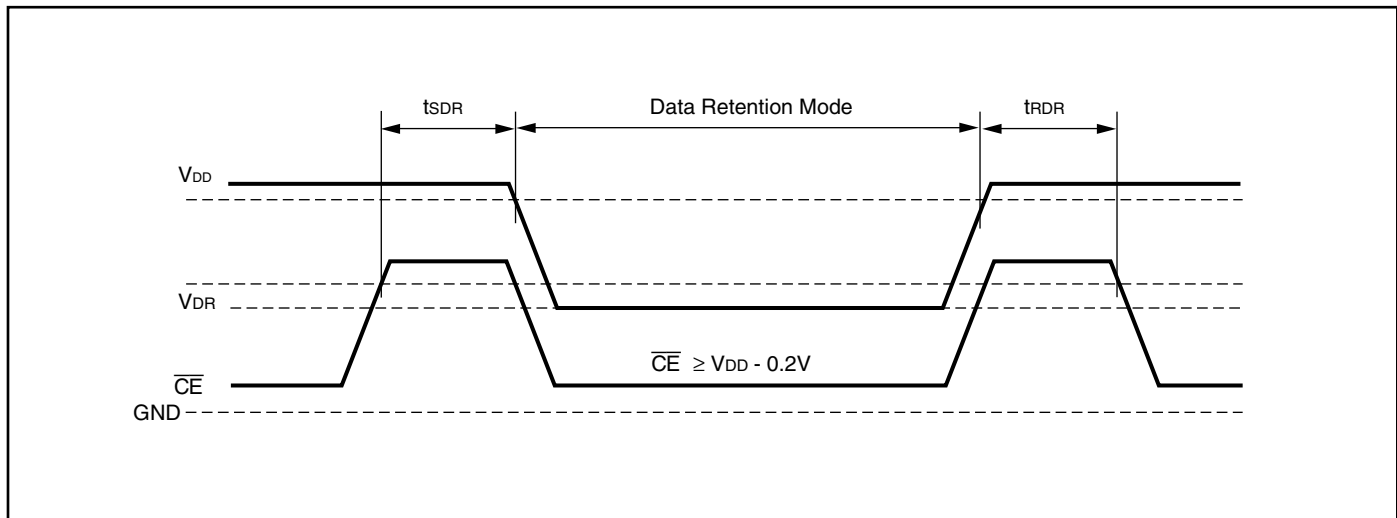 tSDR
Data Retention Mode
tRDR
VDD
VDR
CE ≥ VDD - 0.2V
CE
GND